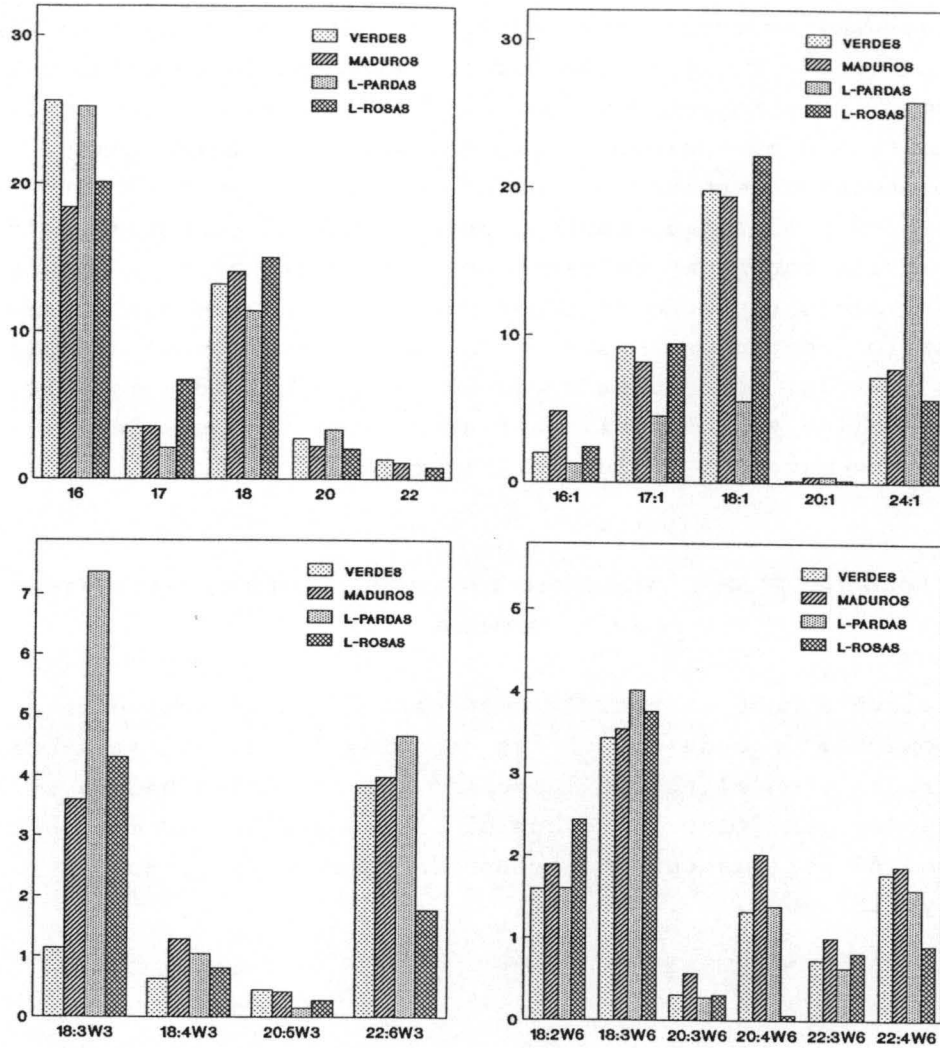 30
20
10
0
VERDES
MADUROS
L-PARDAS
L-ROSAS
16 17 18 20 22
30
20
10
0
VERDES
MADUROS
L-PARDAS
L-ROSAS
16:1 17:1 18:1 20:1 24:1
7
6
5
4
3
2
1
0
VERDES
MADUROS
L-PARDAS
L-ROSAS
18:3W3 18:4W3 20:5W3 22:6W3
6
4
3
2
1
0
VERDES
MADUROS
L-PARDAS
L-ROSAS
18:2W6 18:3W6 20:3W6 20:4W6 22:3W6 22:4W6